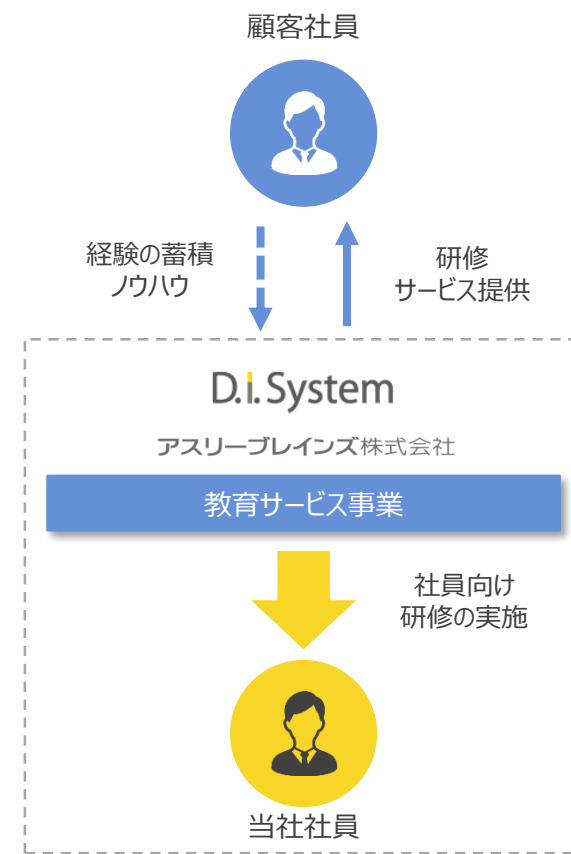 顧客社員
経験の蓄積
ノウハウ
研修
サービス提供
D.i.System
アスリーブレインズ株式会社
教育サービス事業
社員向け
研修の実施
当社社員